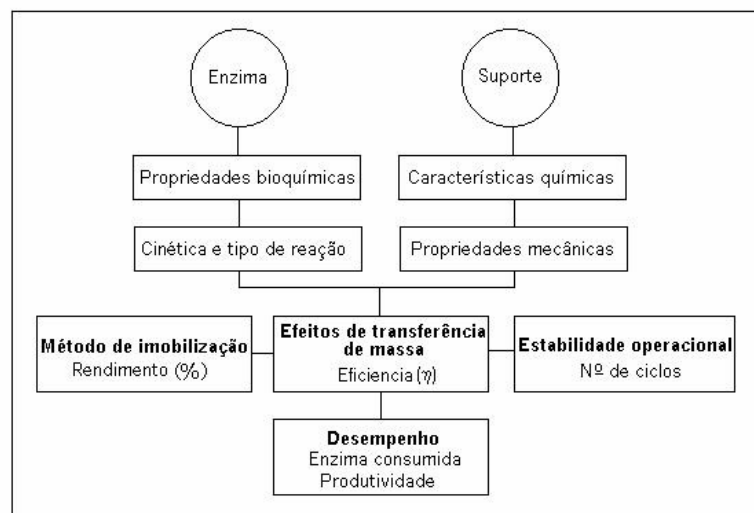 Enzima
Suporte
Propriedades bioquímicas
Características químicas
Cinética e tipo de reação
Propriedades mecânicas
Método de imobilização
Rendimento (%)
Efeitos de transferência
de massa
Eficiencia (η)
Estabilidade operacional
Nº de ciclos
Desempenho
Enzima consumida
Produtividade